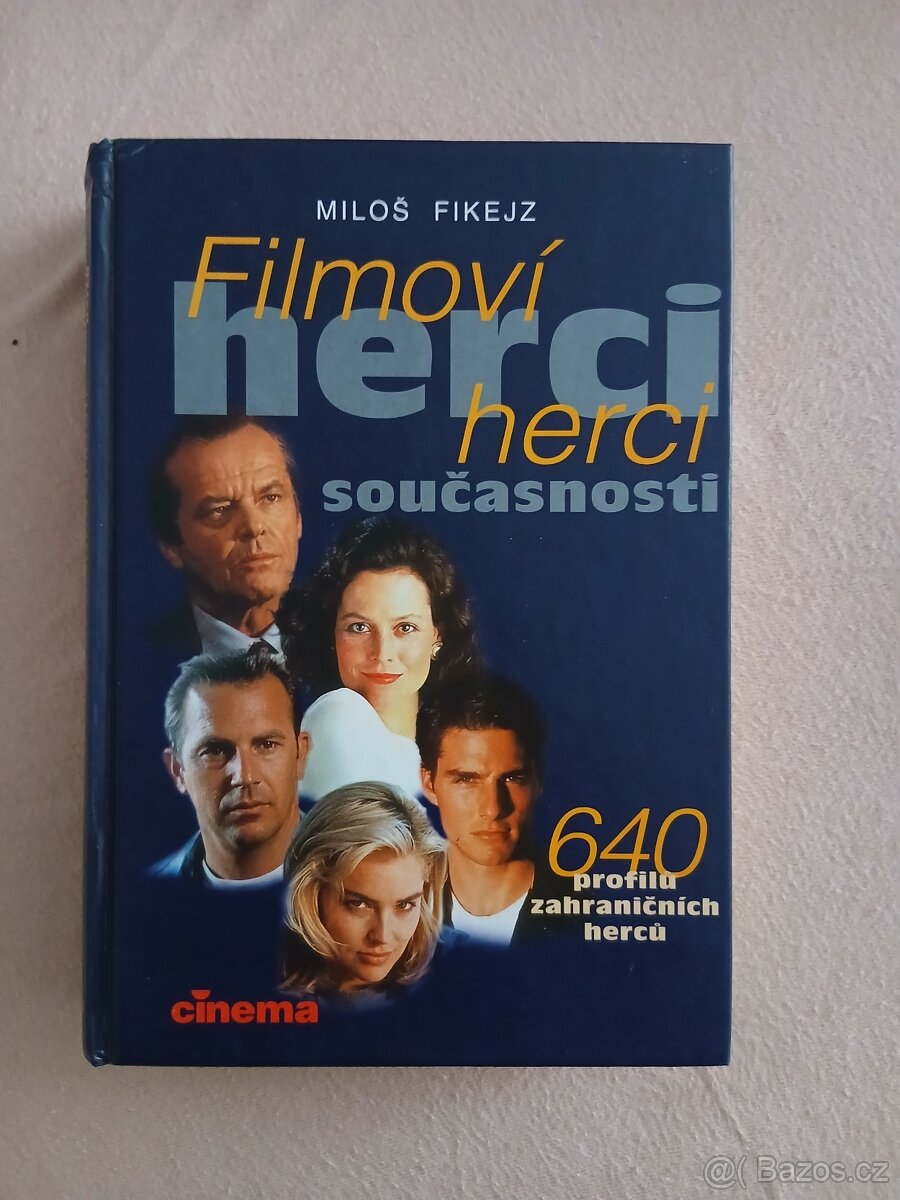 MILOŠ FIKEJZ
Filmoví
herci
herci
současnosti
640
profilů
zahraničních
herců
cinema
@( Bazos.cz